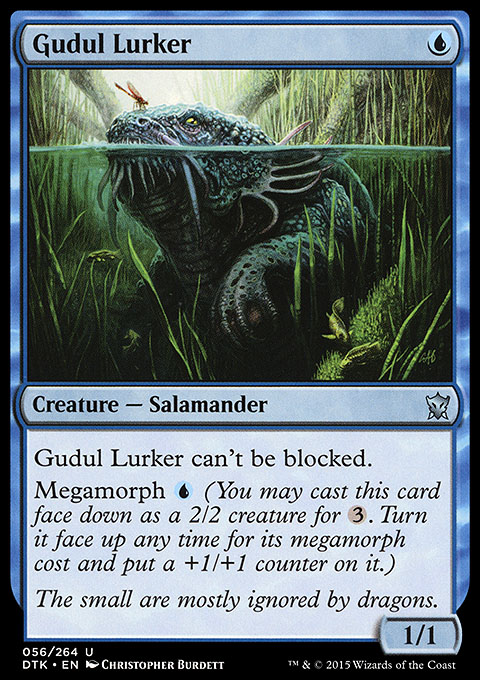 Gudul Lurker
Creature — Salamander
Gudul Lurker can't be blocked.
Megamorph (You may cast this
card face down as a 2/2 creature for 3. Turn
it face up any time for its megamorph
cost and put a +1/+1 counter on it.)
The small are mostly ignored by dragons.
1/1
056/264 U
DTK • EN Christopher Burdett
™ & © 2015 Wizards of the Coast